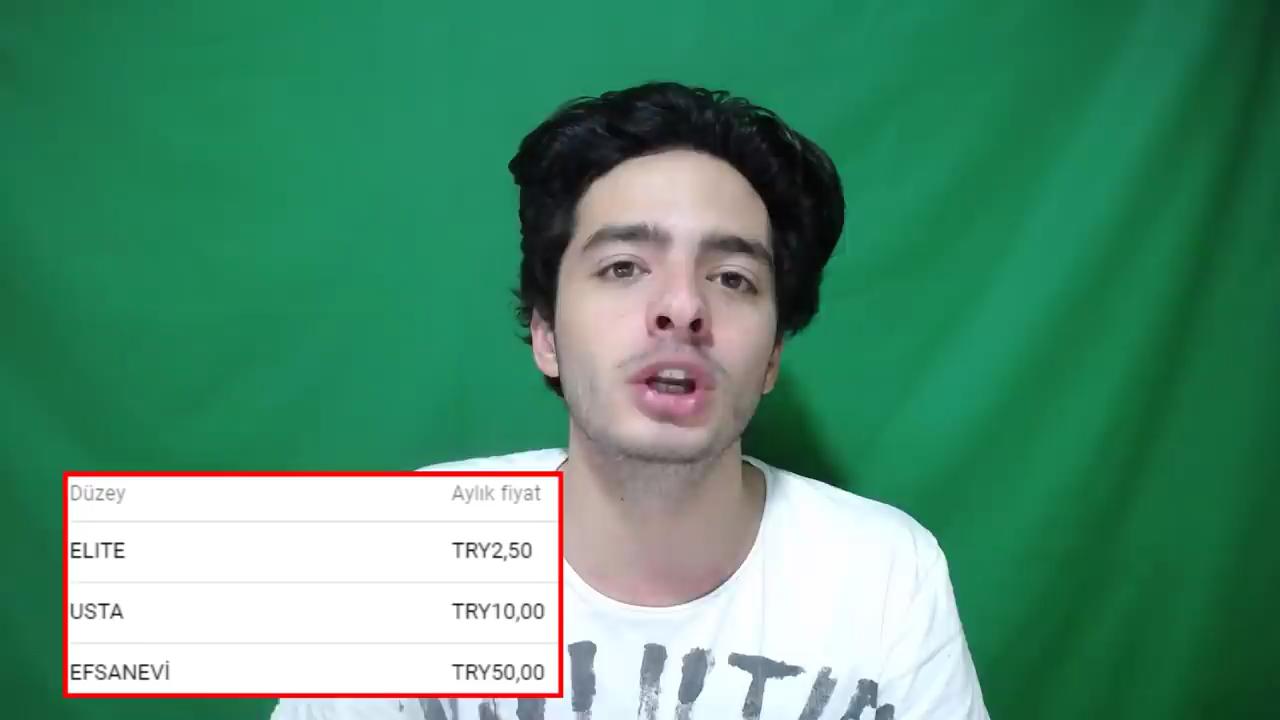 Düzey Aylık fiyat
ELITE TRY2,50
USTA TRY10,00
EFSANEVİ TRY50,00